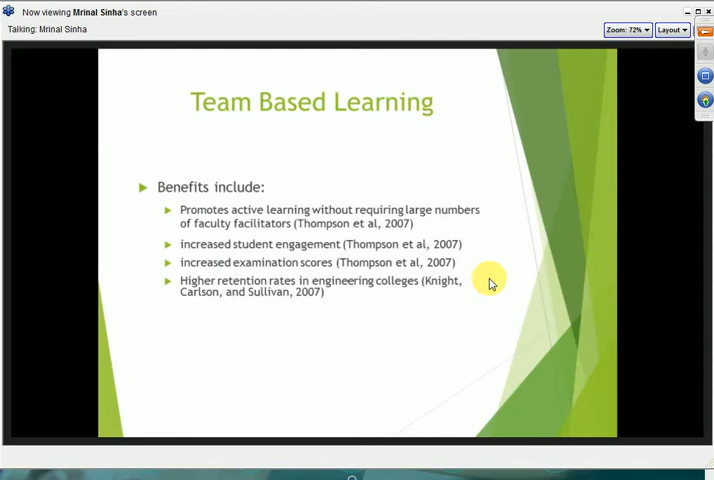 Now viewing Mrinal Sinha's screen
Talking: Mrinal Sinha
Zoom: 72%
Layout
Team Based Learning
Benefits include:
Promotes active learning without requiring large numbers
of faculty facilitators (Thompson et al, 2007)
increased student engagement (Thompson et al, 2007)
increased examination scores (Thompson et al, 2007)
Higher retention rates in engineering colleges (Knight,
Carlson, and Sullivan, 2007)